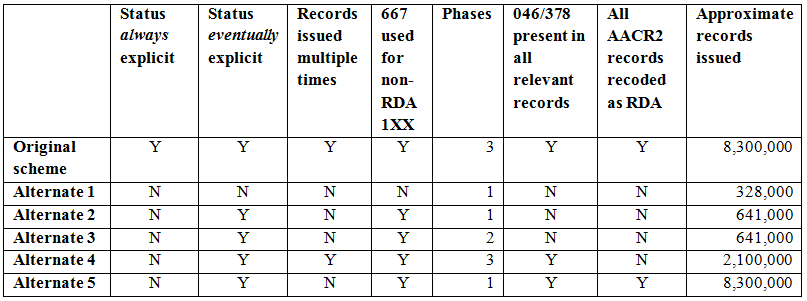 Status always explicit | Status eventually explicit | Records issued multiple times | 667 used for non-RDA 1XX | Phases | 046/378 present in all relevant records | All AACR2 records recoded as RDA | Approximate records issued
Original scheme | Y | Y | Y | Y | 3 | Y | Y | 8,300,000
Alternate 1 | N | N | N | N | 1 | N | N | 328,000
Alternate 2 | N | Y | N | Y | 1 | N | N | 641,000
Alternate 3 | N | Y | N | Y | 2 | N | N | 641,000
Alternate 4 | N | Y | Y | Y | 3 | Y | N | 2,100,000
Alternate 5 | N | Y | N | Y | 1 | Y | Y | 8,300,000